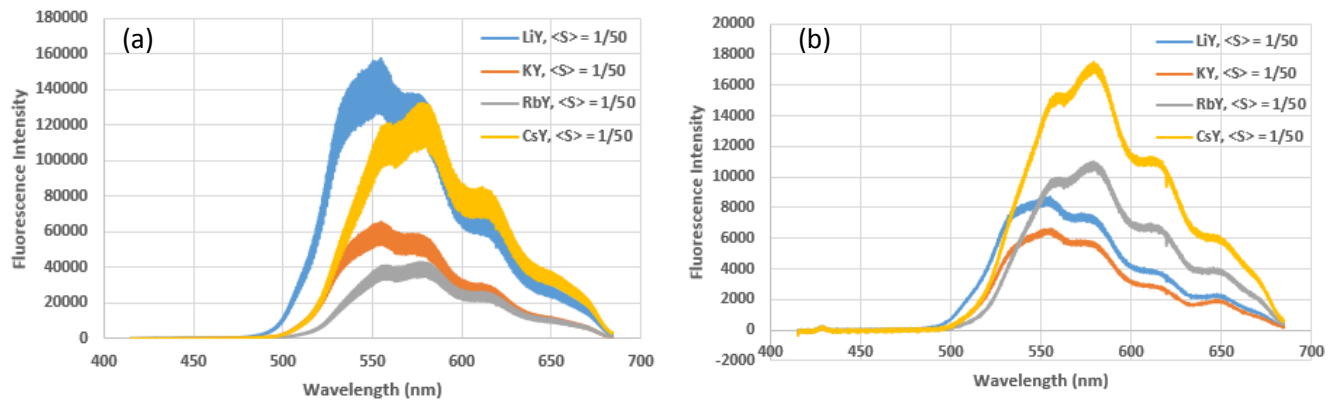 (a)
180000
160000
140000
120000
100000
80000
60000
40000
20000
0
Fluorescence Intensity
LiY, <S> = 1/50
KY, <S> = 1/50
RbY, <S> = 1/50
CsY, <S> = 1/50
400 450 500 550 600 650 700
Wavelength (nm)
(b)
20000
18000
16000
14000
12000
10000
8000
6000
4000
2000
0
-2000
Fluorescence Intensity
LiY, <S> = 1/50
KY, <S> = 1/50
RbY, <S> = 1/50
CsY, <S> = 1/50
400 450 500 550 600 650 700
Wavelength (nm)